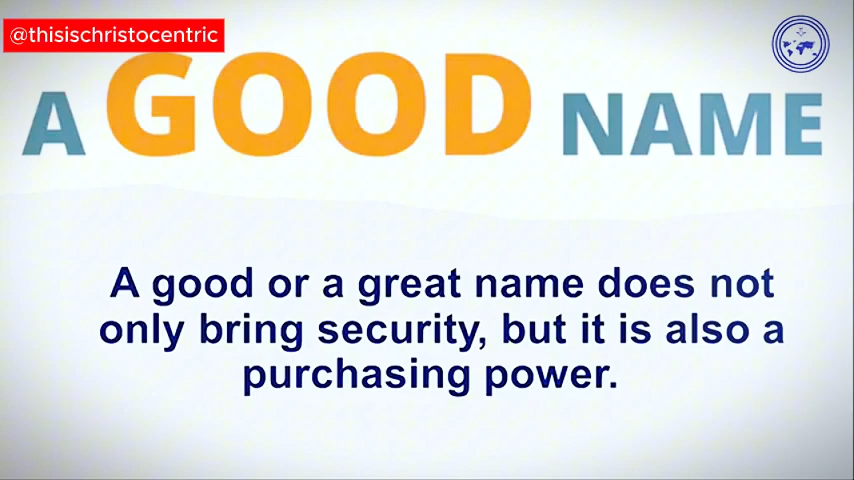 @thisischristocentric
A GOOD NAME
A good or a great name does not
only bring security, but it is also a
purchasing power.